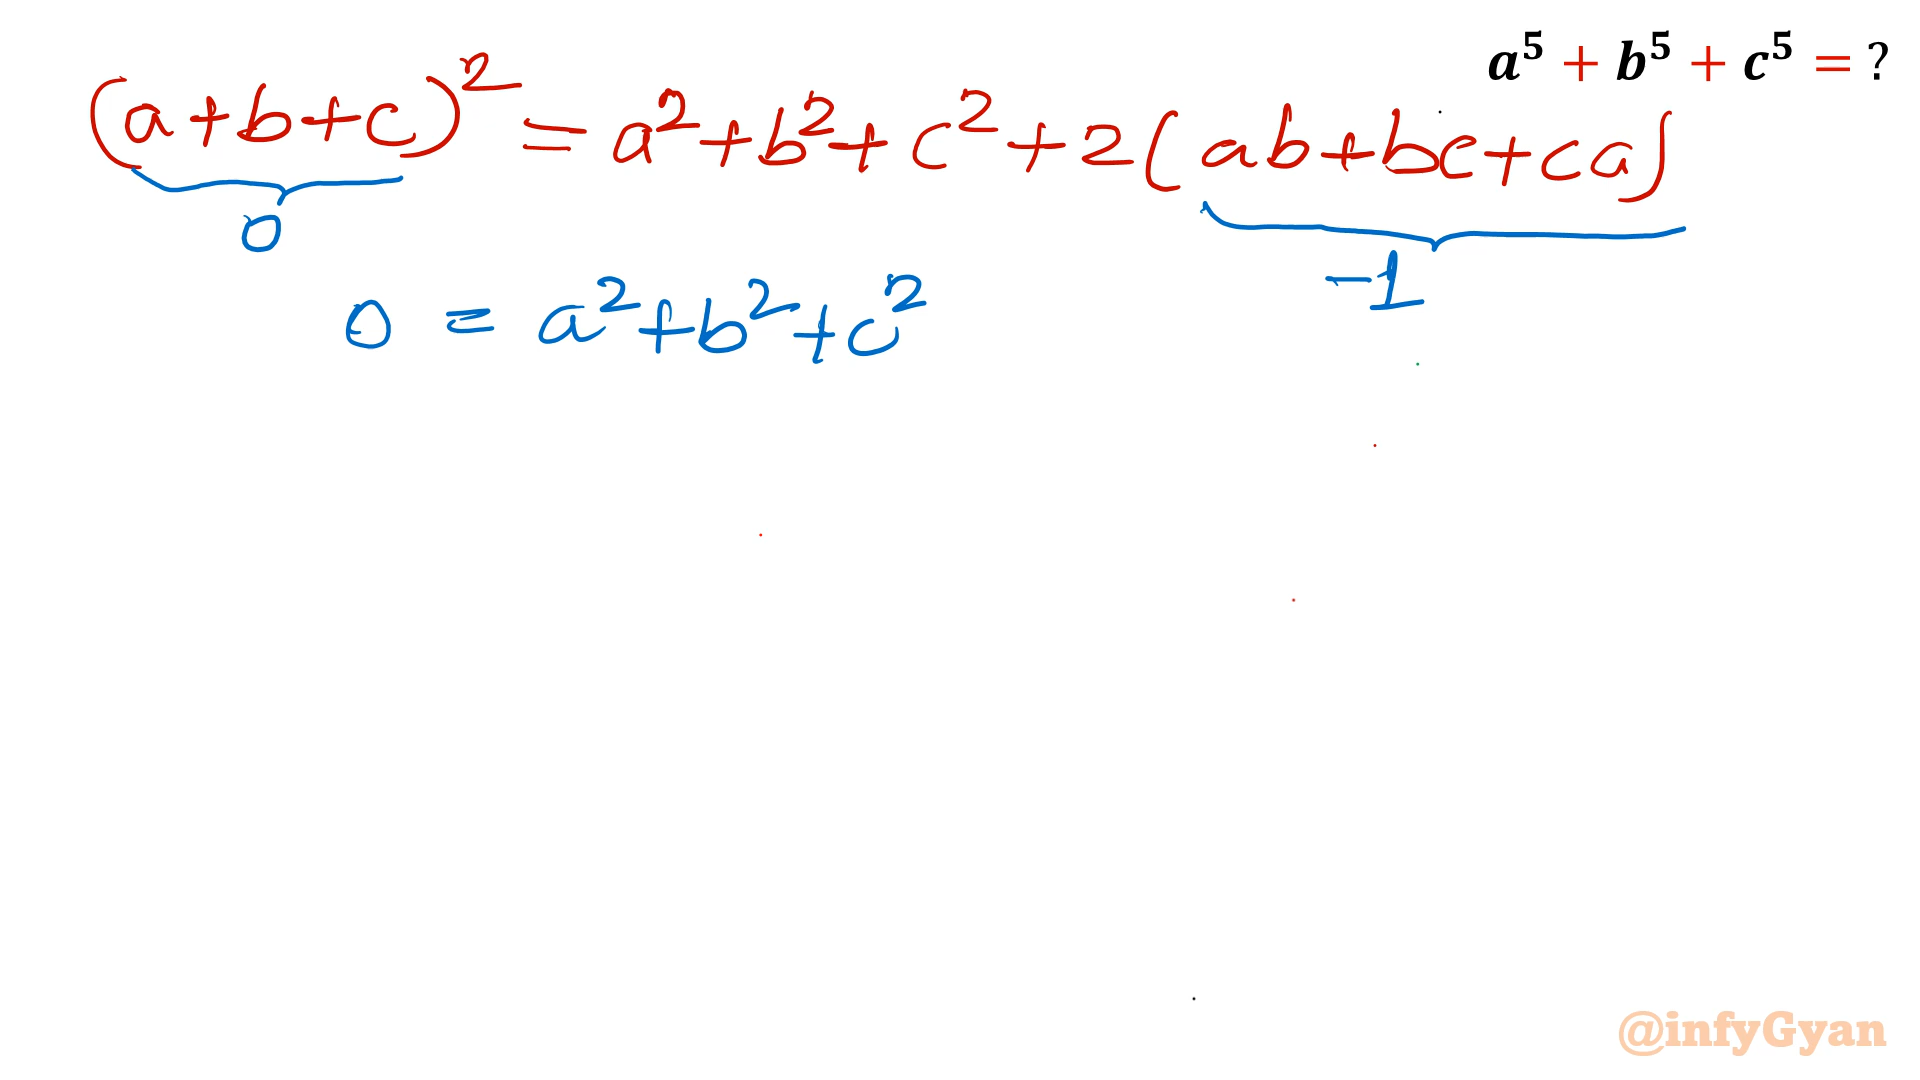 a⁵ + b⁵ + c⁵ = ?
(a+b+c)² = a²+b²+c²+2(ab+bc+ca)
0
-1
0 = a²+b²+c²
@infyGyan